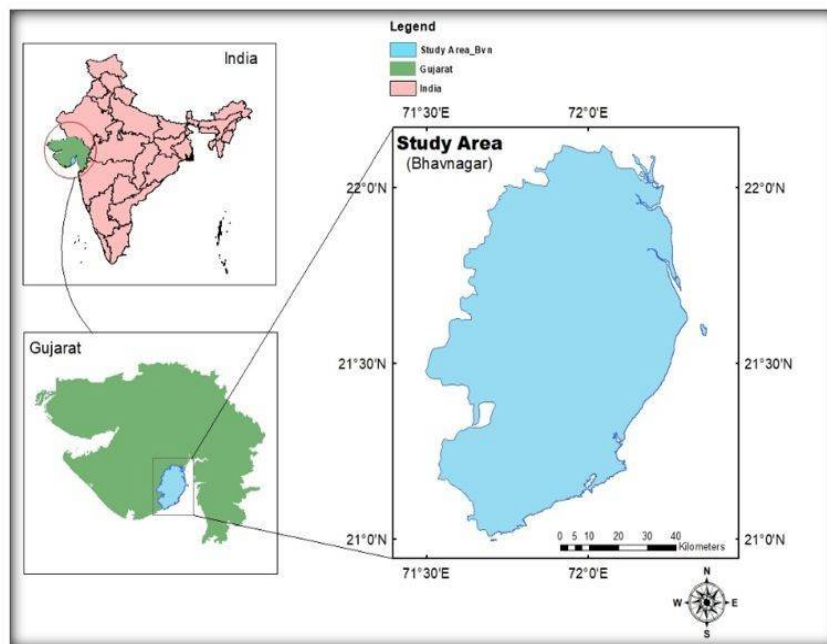 India
Legend
Study Area_Bvn
Gujarat
India
71°30'E 72°0'E
Study Area
(Bhavnagar)
22°0'N 22°0'N
21°30'N 21°30'N
21°0'N 21°0'N
Gujarat
0 5 10 20 30 40
Kilometers
71°30'E 72°0'E
N
W E
S